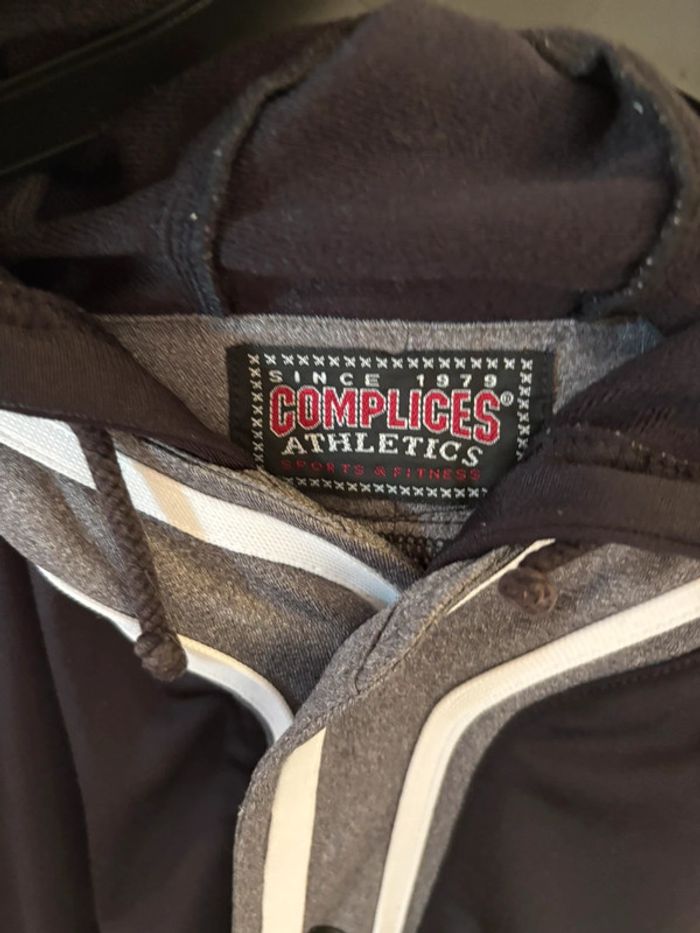 SINCE 1979
COMPLICES®
ATHLETICS
SPORTS & FITNESS